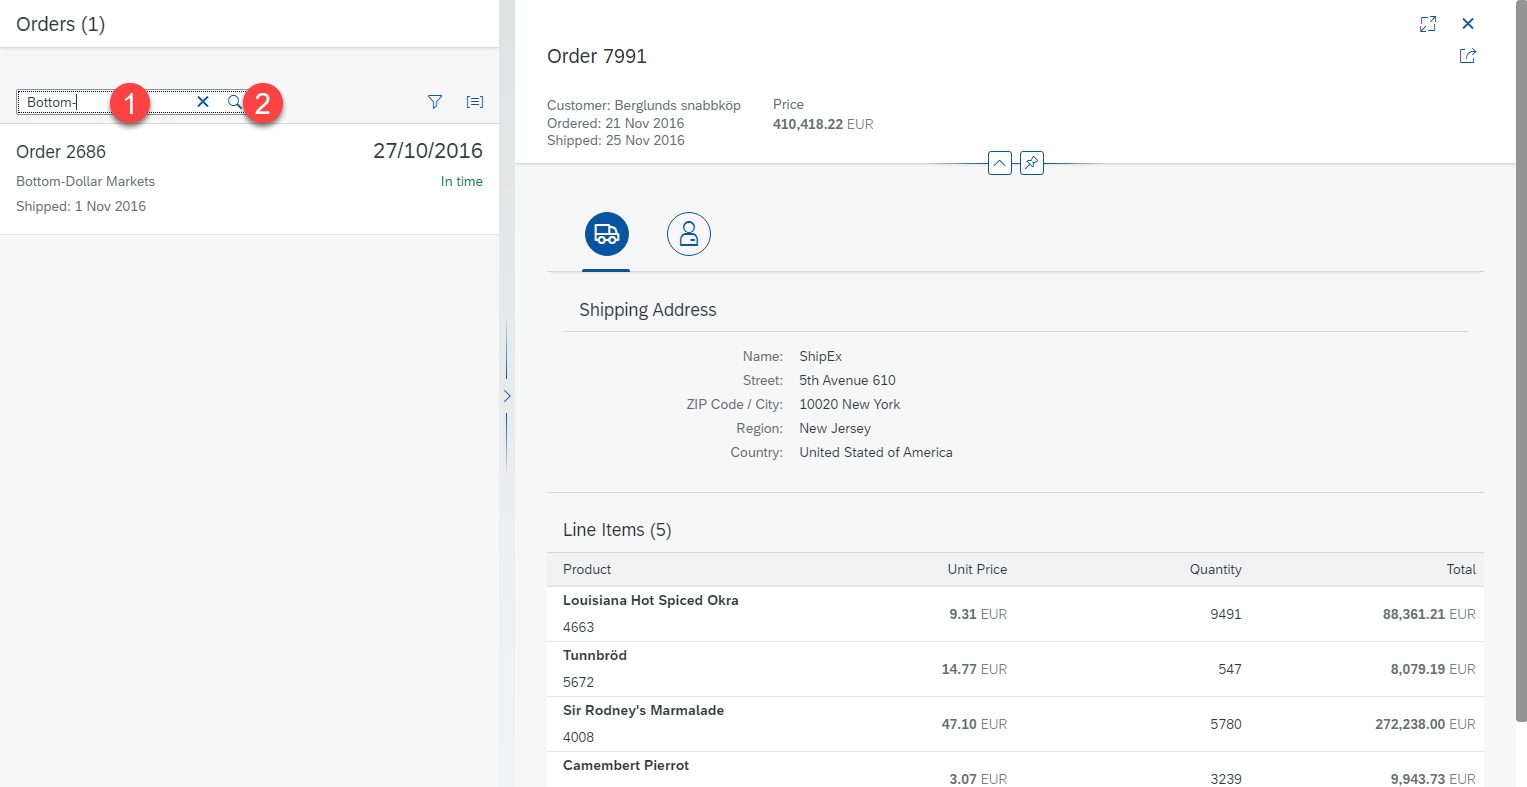 Orders (1)
Bottom-
1
2
Order 2686
27/10/2016
Bottom-Dollar Markets
In time
Shipped: 1 Nov 2016
Order 7991
Customer: Berglunds snabbköp
Ordered: 21 Nov 2016
Shipped: 25 Nov 2016
Price
410,418.22 EUR
Shipping Address
Name: ShipEx
Street: 5th Avenue 610
ZIP Code / City: 10020 New York
Region: New Jersey
Country: United Stated of America
Line Items (5)
Product Unit Price Quantity Total
Louisiana Hot Spiced Okra
4663
9.31 EUR 9491 88,361.21 EUR
Tunnbröd
5672
14.77 EUR 547 8,079.19 EUR
Sir Rodney's Marmalade
4008
47.10 EUR 5780 272,238.00 EUR
Camembert Pierrot
3.07 EUR 3239 9,943.73 EUR